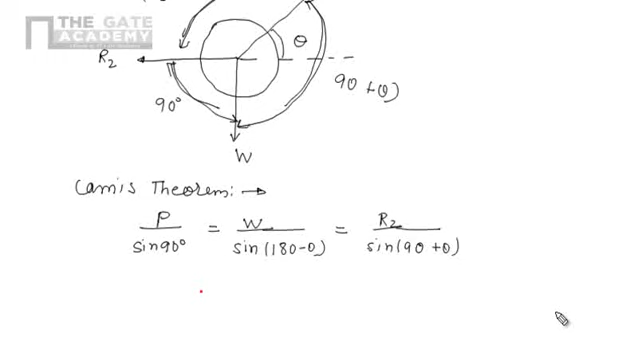 THE GATE
ACADEMY
θ
R2
90 + θ)
90°
W
Lamis Theorem: →
P / sin90° = W / sin(180-θ) = R2 / sin(90 + θ)